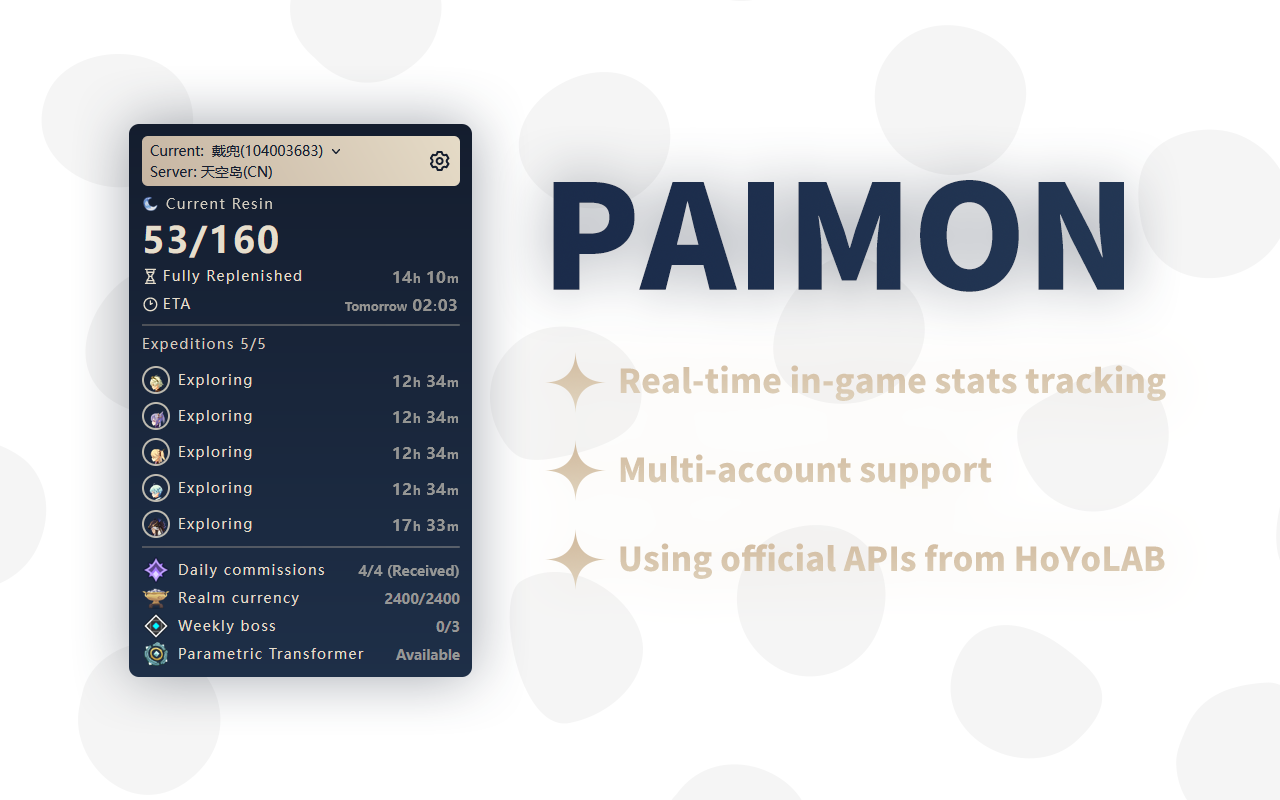 Current: 戴兜(104003683)
Server: 天空岛(CN)
Current Resin
53/160
Fully Replenished 14h 10m
ETA Tomorrow 02:03
Expeditions 5/5
Exploring 12h 34m
Exploring 12h 34m
Exploring 12h 34m
Exploring 12h 34m
Exploring 17h 33m
Daily commissions 4/4 (Received)
Realm currency 2400/2400
Weekly boss 0/3
Parametric Transformer Available
PAIMON
Real-time in-game stats tracking
Multi-account support
Using official APIs from HoYoLAB